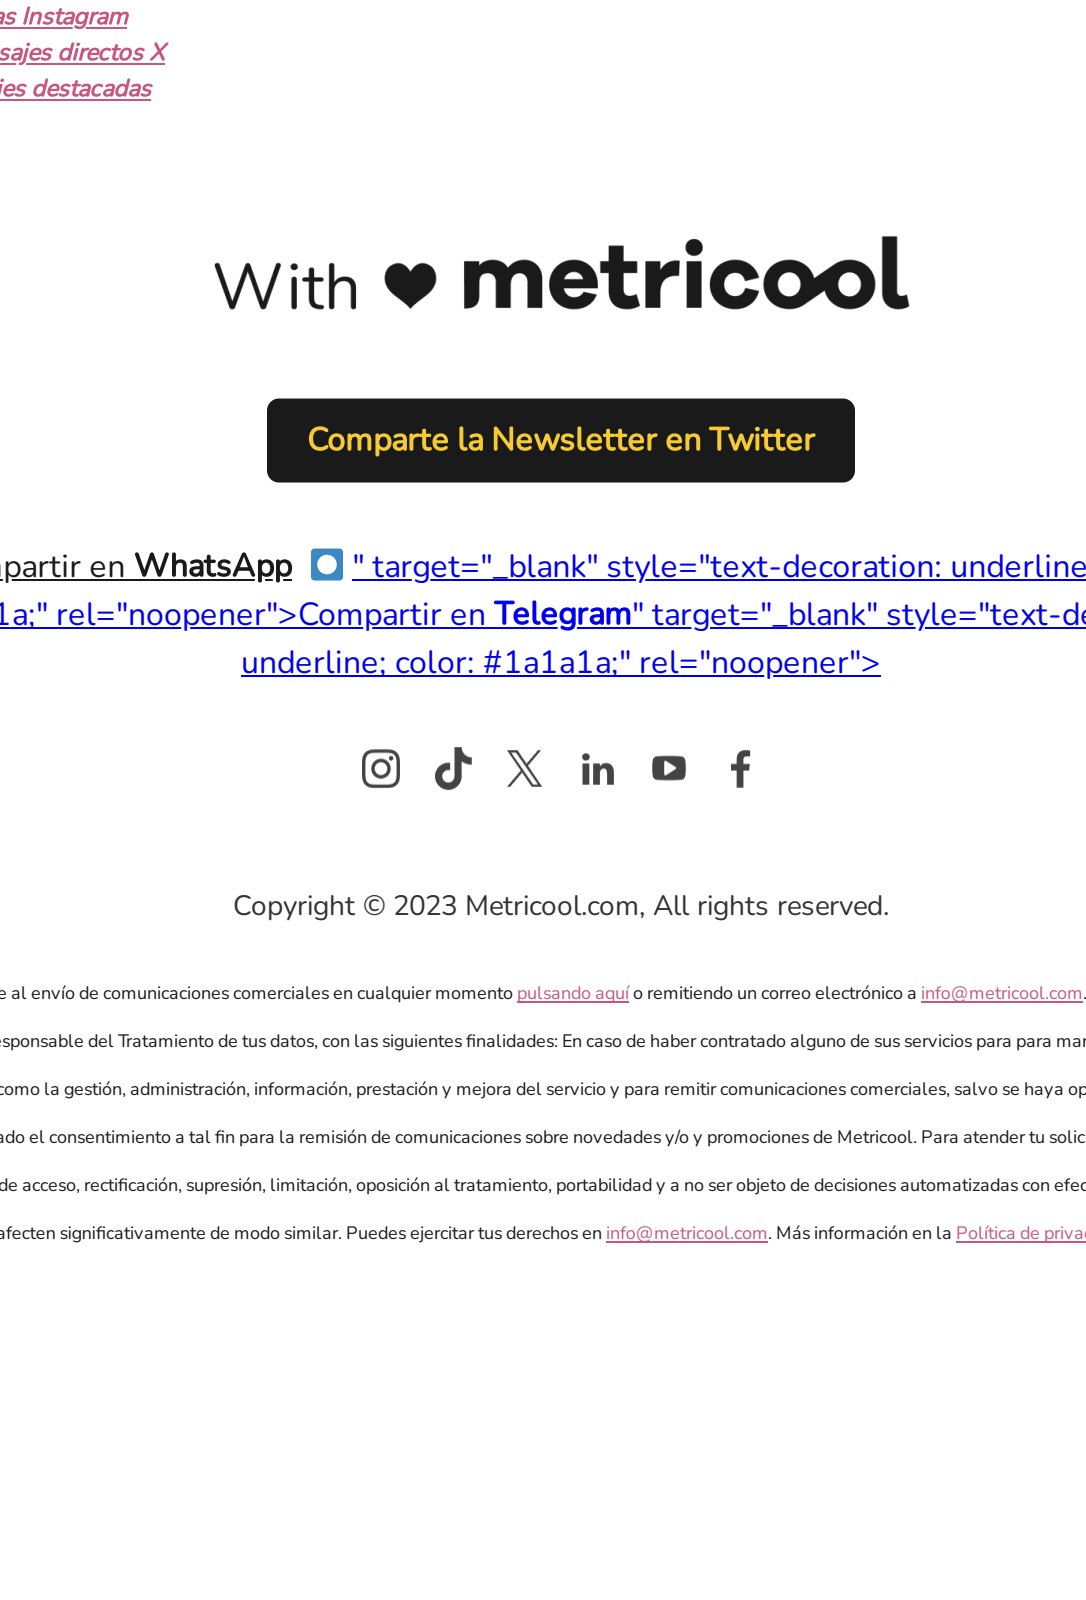 as Instagram
sajes directos X
ies destacadas
With ♥ metricool
Comparte la Newsletter en Twitter
partir en WhatsApp " target="_blank" style="text-decoration: underline
1a;" rel="noopener">Compartir en Telegram" target="_blank" style="text-de
underline; color: #1a1a1a;" rel="noopener">
Copyright © 2023 Metricool.com, All rights reserved.
e al envío de comunicaciones comerciales en cualquier momento pulsando aquí o remitiendo un correo electrónico a info@metricool.com.
esponsable del Tratamiento de tus datos, con las siguientes finalidades: En caso de haber contratado alguno de sus servicios para para man
como la gestión, administración, información, prestación y mejora del servicio y para remitir comunicaciones comerciales, salvo se haya op
ado el consentimiento a tal fin para la remisión de comunicaciones sobre novedades y/o y promociones de Metricool. Para atender tu solic
de acceso, rectificación, supresión, limitación, oposición al tratamiento, portabilidad y a no ser objeto de decisiones automatizadas con efec
afecten significativamente de modo similar. Puedes ejercitar tus derechos en info@metricool.com. Más información en la Política de priva